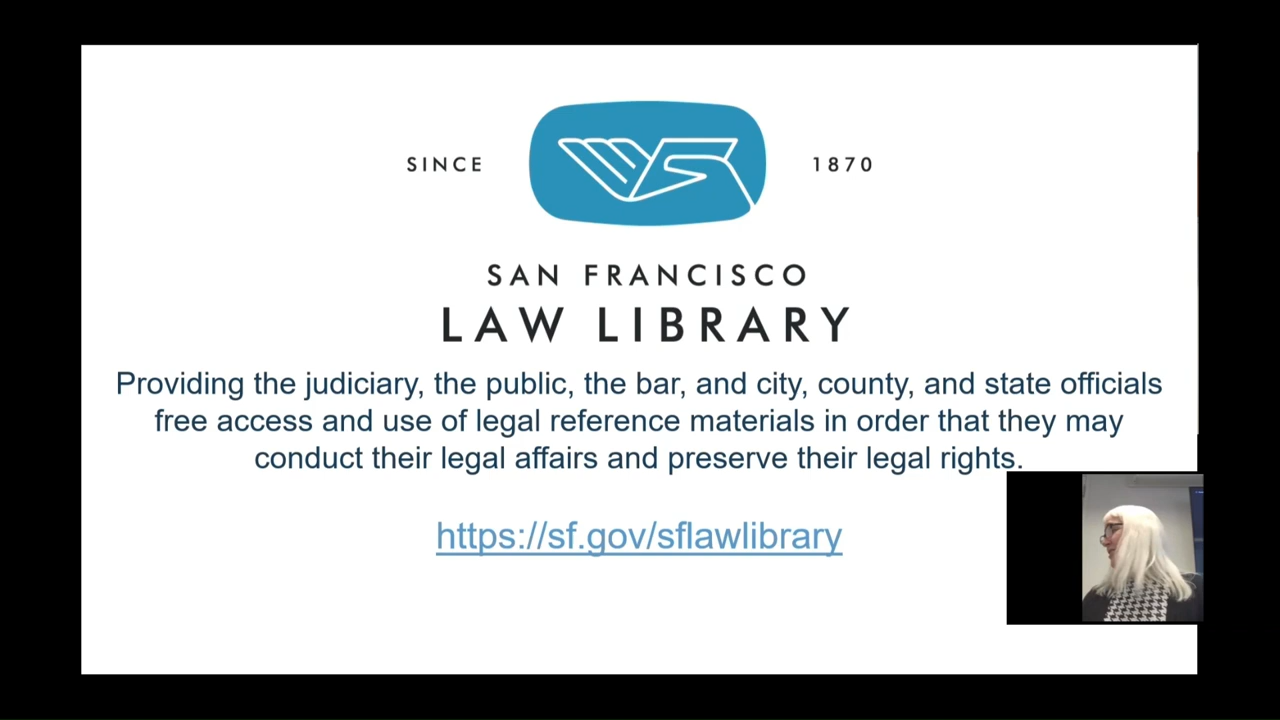 SINCE 1870
SAN FRANCISCO
LAW LIBRARY
Providing the judiciary, the public, the bar, and city, county, and state officials
free access and use of legal reference materials in order that they may
conduct their legal affairs and preserve their legal rights.
https://sf.gov/sflawlibrary